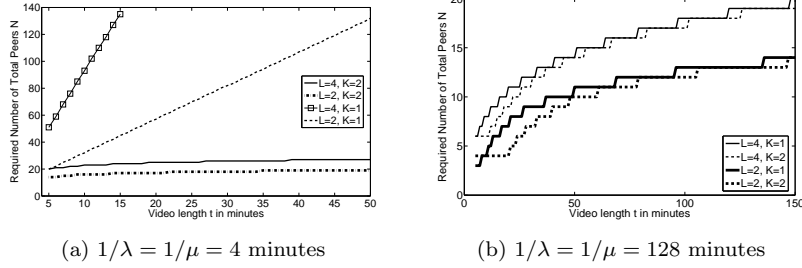 140
120
100
80
60
40
20
0
5 10 15 20 25 30 35 40 45 50
Required Number of Total Peers N
Video length t in minutes
L=4, K=2
L=2, K=2
L=4, K=1
L=2, K=1
(a) 1/λ = 1/μ = 4 minutes
20
15
10
5
0
0 50 100 150
Required Number of Total Peers N
Video length t in minutes
L=4, K=1
L=4, K=2
L=2, K=1
L=2, K=2
(b) 1/λ = 1/μ = 128 minutes